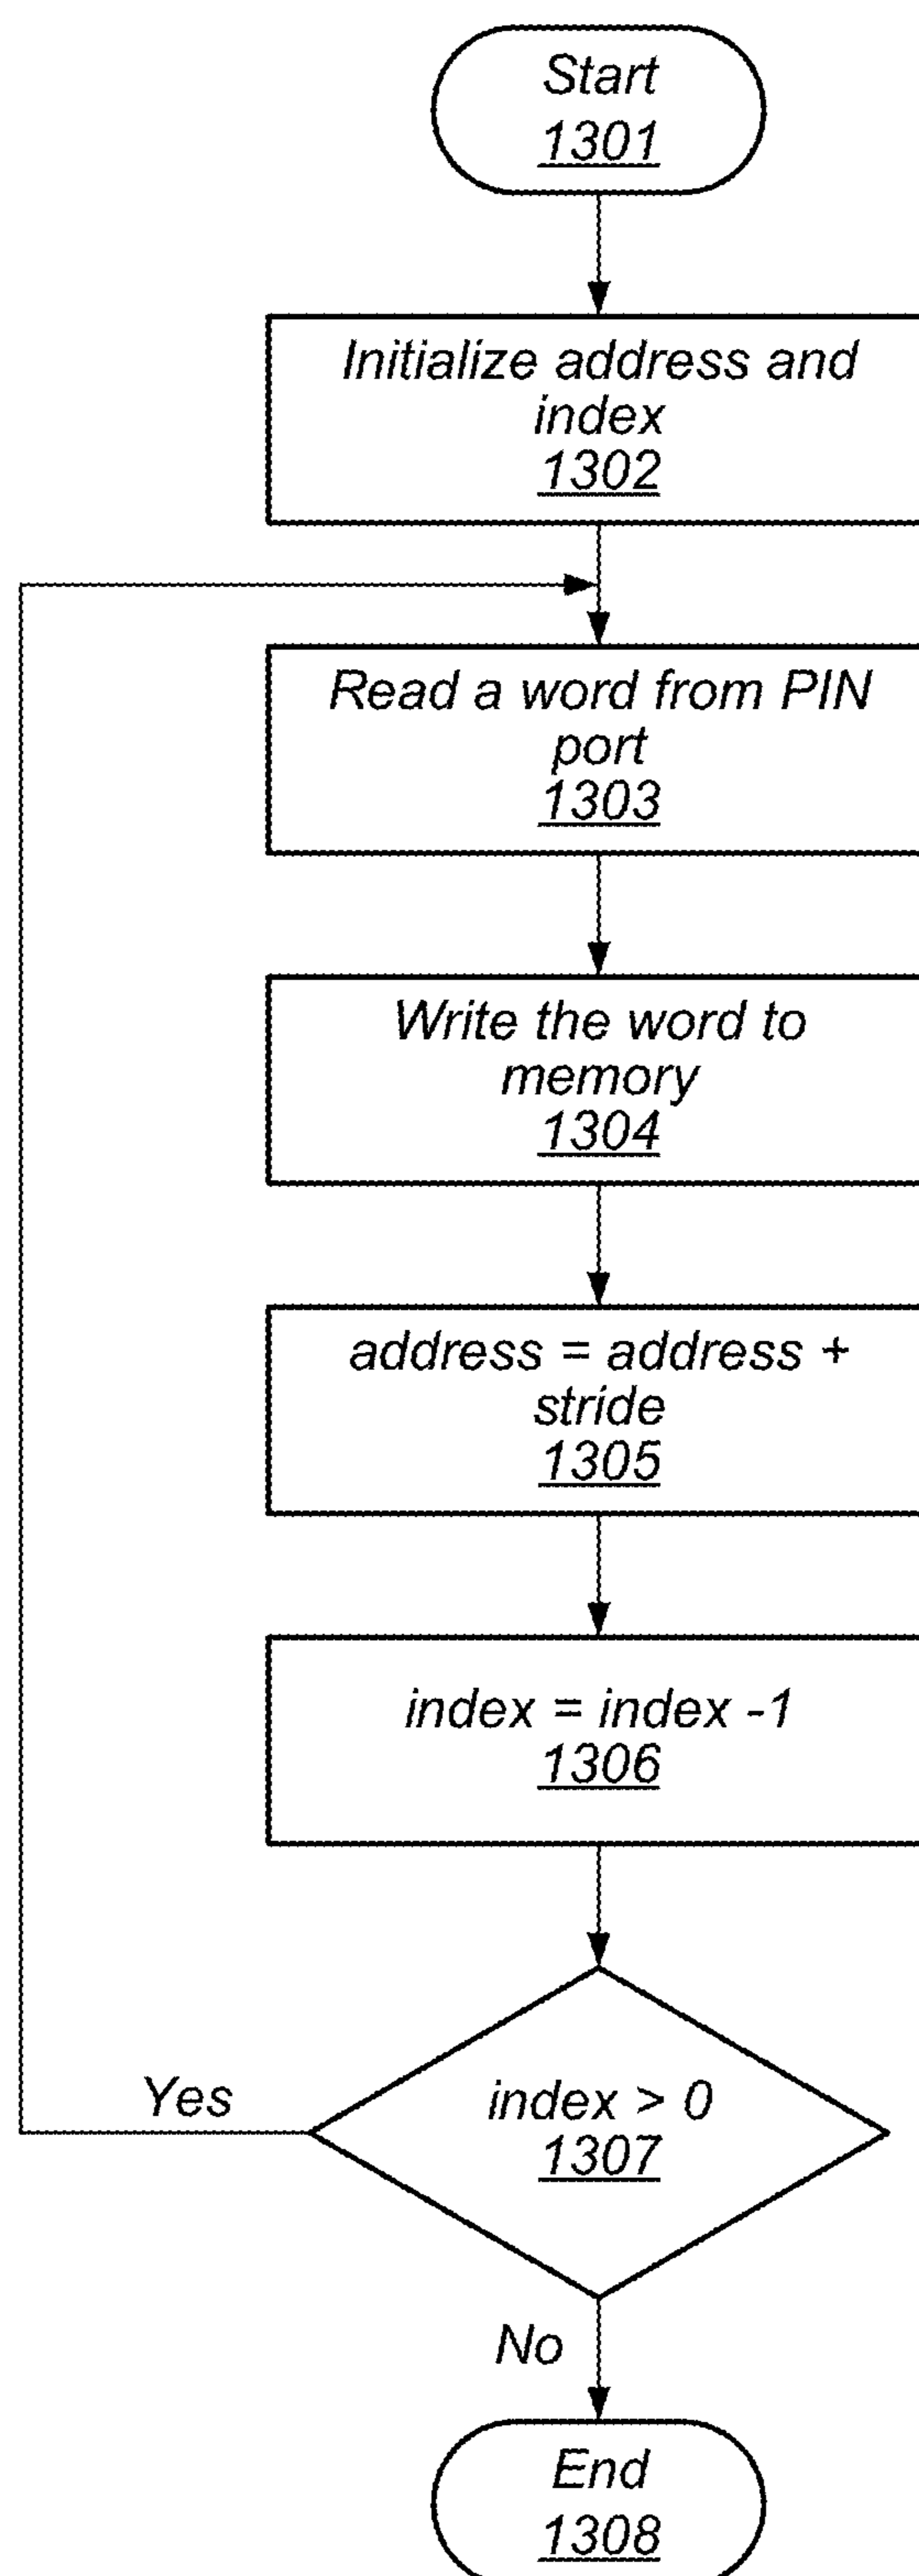 Start
1301
Initialize address and
index
1302
Read a word from PIN
port
1303
Write the word to
memory
1304
address = address +
stride
1305
index = index -1
1306
index > 0
1307
Yes
No
End
1308